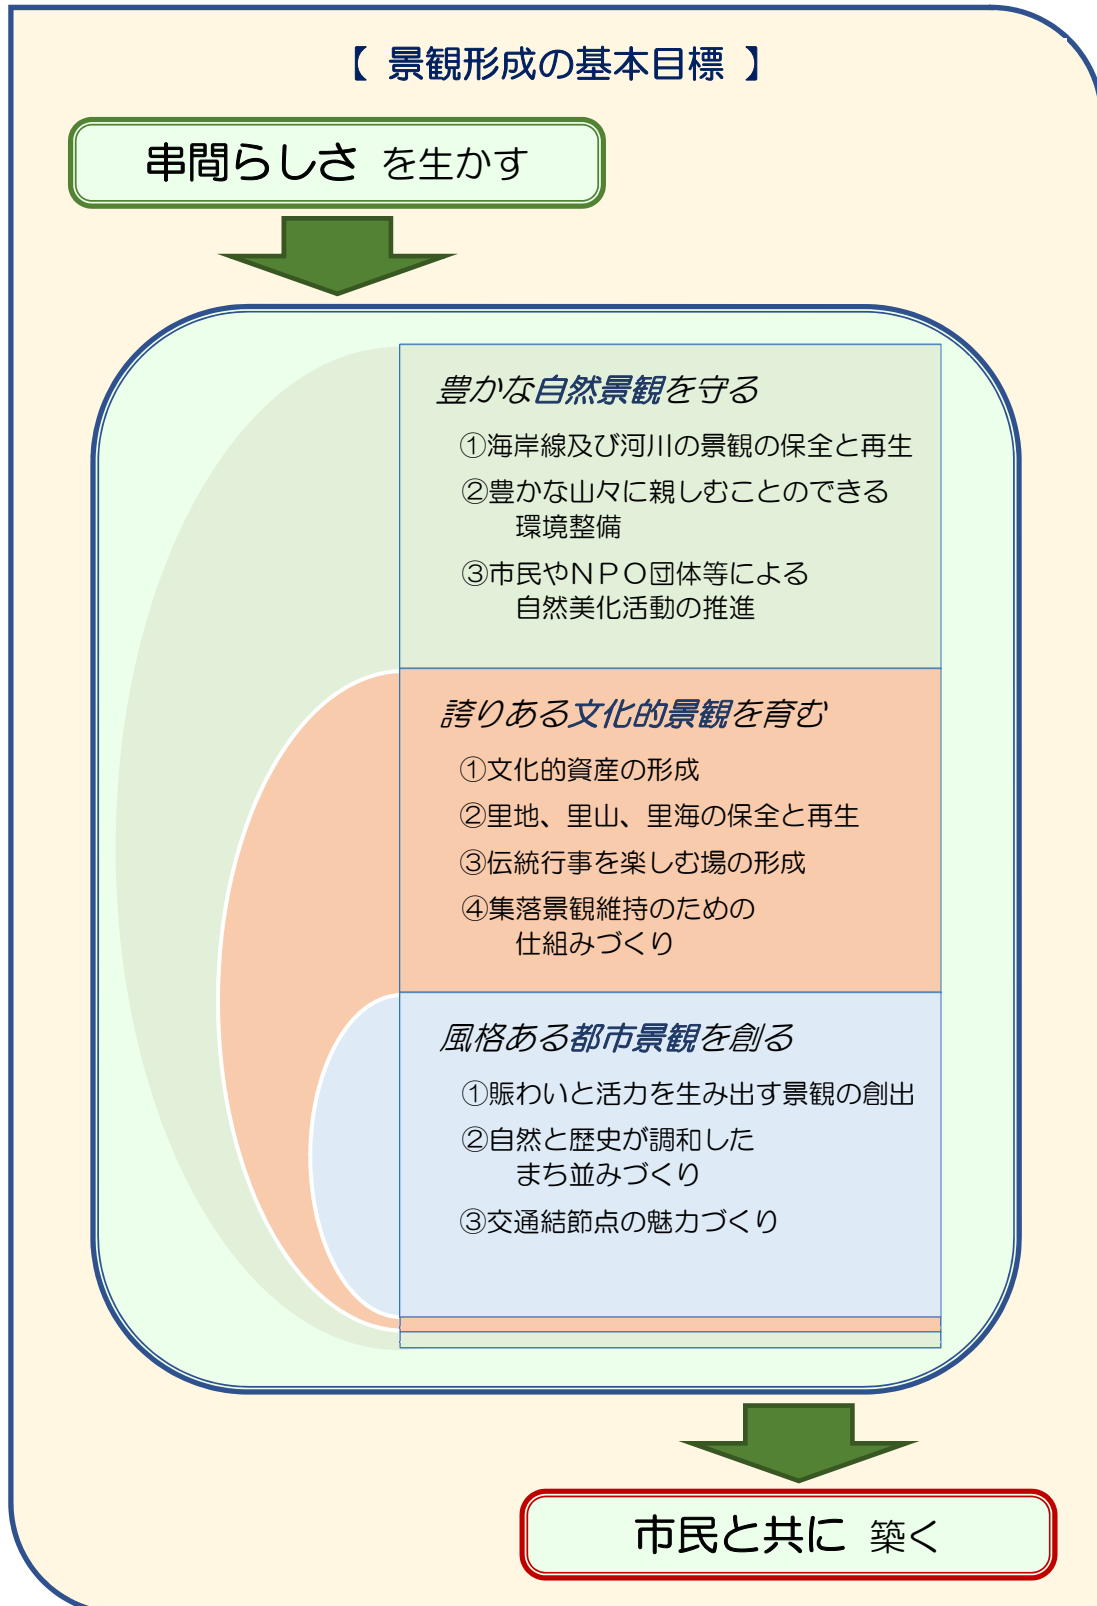 【 景観形成の基本目標 】
串間らしさ を生かす
豊かな自然景観を守る
①海岸線及び河川の景観の保全と再生
②豊かな山々に親しむことのできる
環境整備
③市民やＮＰＯ団体等による
自然美化活動の推進
誇りある文化的景観を育む
①文化的資産の形成
②里地、里山、里海の保全と再生
③伝統行事を楽しむ場の形成
④集落景観維持のための
仕組みづくり
風格ある都市景観を創る
①賑わいと活力を生み出す景観の創出
②自然と歴史が調和した
まち並みづくり
③交通結節点の魅力づくり
市民と共に 築く